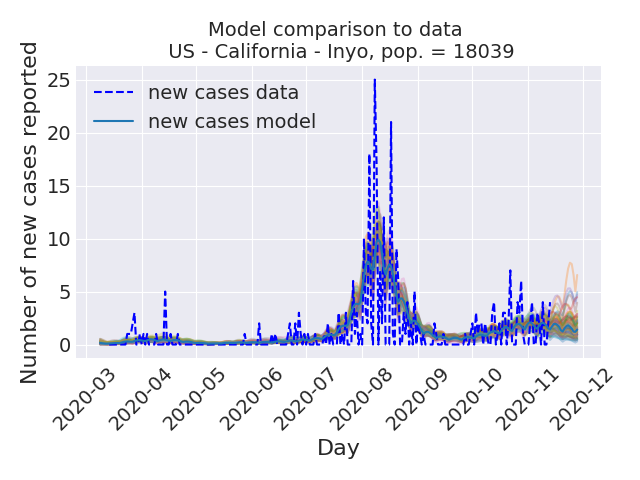 Model comparison to data
US - California - Inyo, pop. = 18039
Number of new cases reported
25
20
15
10
5
0
new cases data
new cases model
2020-03
2020-04
2020-05
2020-06
2020-07
2020-08
2020-09
2020-10
2020-11
2020-12
Day